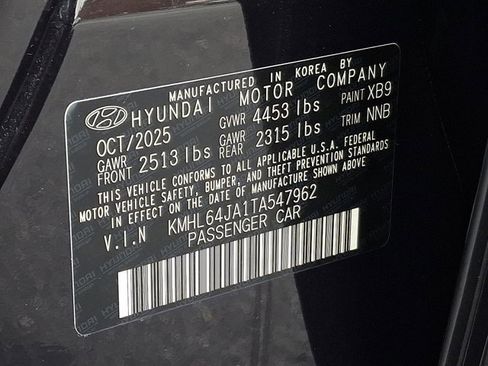 MANUFACTURED IN KOREA BY
HYUNDAI MOTOR COMPANY
OCT/2025 GVWR 4453 lbs PAINT XB9
GAWR FRONT 2513 lbs GAWR REAR 2315 lbs TRIM NNB
THIS VEHICLE CONFORMS TO ALL APPLICABLE U.S.A. FEDERAL
MOTOR VEHICLE SAFETY, BUMPER, AND THEFT PREVENTION STANDARDS
IN EFFECT ON THE DATE OF MANUFACTURE SHOWN ABOVE.
V.I.N KMHL64JA1TA547962
PASSENGER CAR